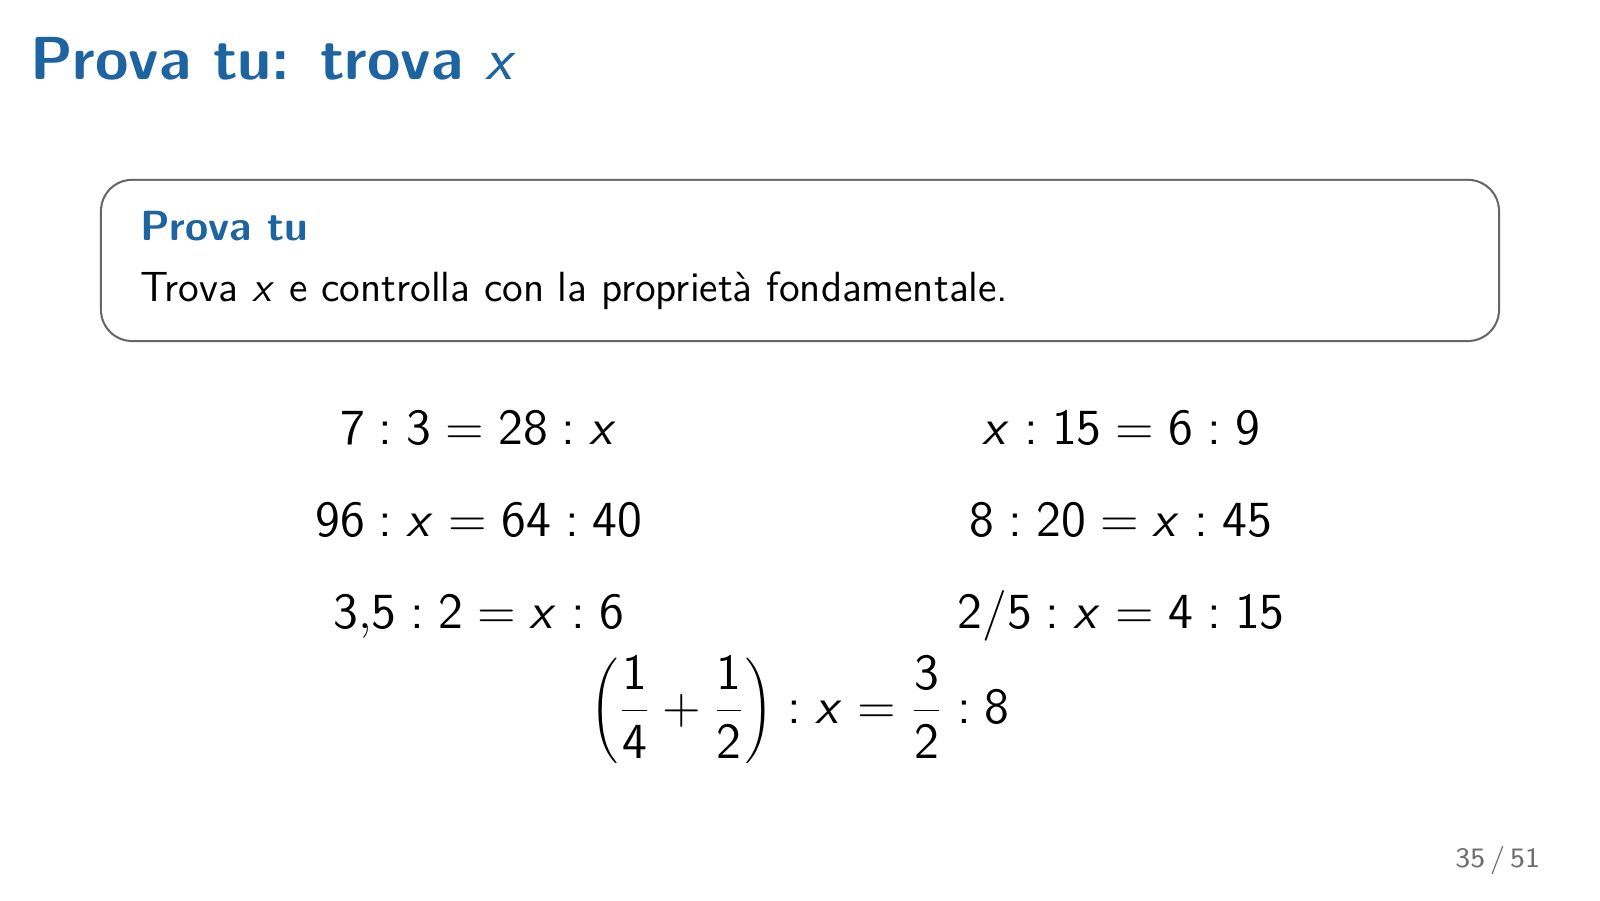 Prova tu: trova x
Prova tu
Trova x e controlla con la proprietà fondamentale.
7 : 3 = 28 : x
x : 15 = 6 : 9
96 : x = 64 : 40
8 : 20 = x : 45
3,5 : 2 = x : 6
2/5 : x = 4 : 15
(1/4 + 1/2) : x = 3/2 : 8
35 / 51